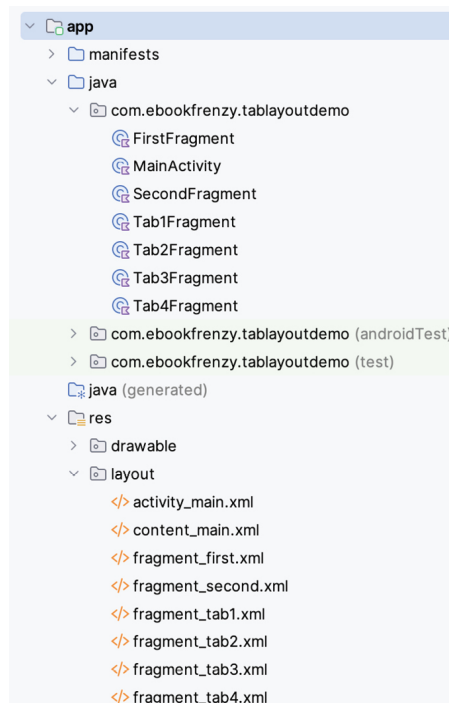 app
manifests
java
com.ebookfrenzy.tablayoutdemo
FirstFragment
MainActivity
SecondFragment
Tab1Fragment
Tab2Fragment
Tab3Fragment
Tab4Fragment
com.ebookfrenzy.tablayoutdemo (androidTest)
com.ebookfrenzy.tablayoutdemo (test)
java (generated)
res
drawable
layout
activity_main.xml
content_main.xml
fragment_first.xml
fragment_second.xml
fragment_tab1.xml
fragment_tab2.xml
fragment_tab3.xml
fragment_tab4.xml